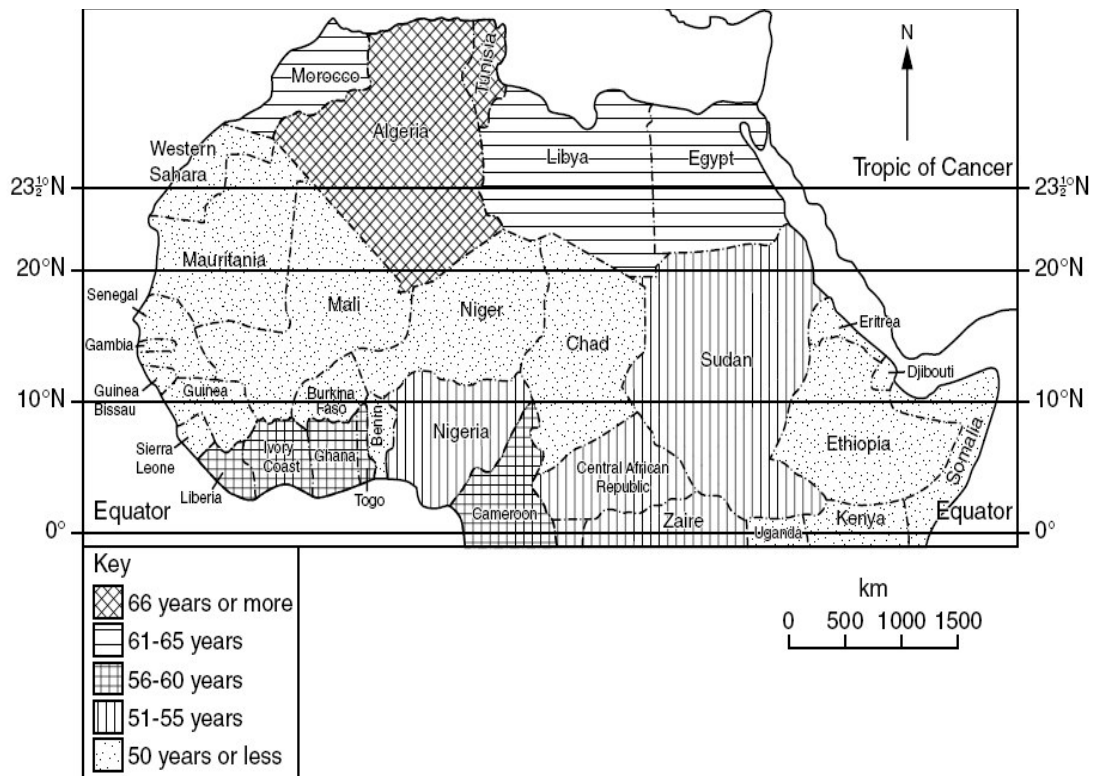 N
Morocco
Tunisia
Algeria
Western
Sahara
Libya
Egypt
Tropic of Cancer
23½°N
23½°N
Mauritania
20°N
20°N
Senegal
Mali
Niger
Chad
Eritrea
Gambia
Sudan
Djibouti
Guinea
Bissau
Guinea
Burkina
Faso
10°N
10°N
Benin
Nigeria
Ethiopia
Somalia
Sierra
Leone
Ivory
Coast
Ghana
Central African
Republic
Liberia
Togo
Cameroon
Zaire
Uganda
Kenya
Equator
Equator
0°
0°
Key
66 years or more
61-65 years
56-60 years
51-55 years
50 years or less
km
0 500 1000 1500